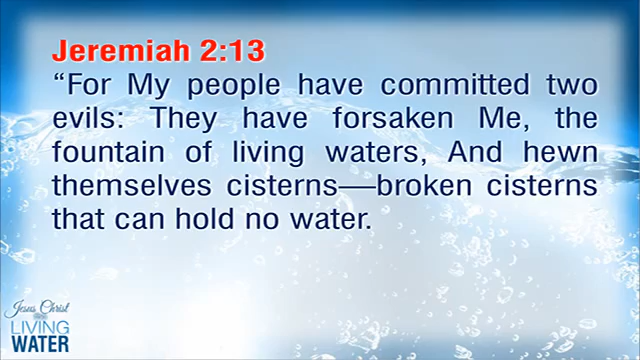 Jeremiah 2:13
“For My people have committed two
evils: They have forsaken Me, the
fountain of living waters, And hewn
themselves cisterns—broken cisterns
that can hold no water.
Jesus Christ
LIVING
WATER